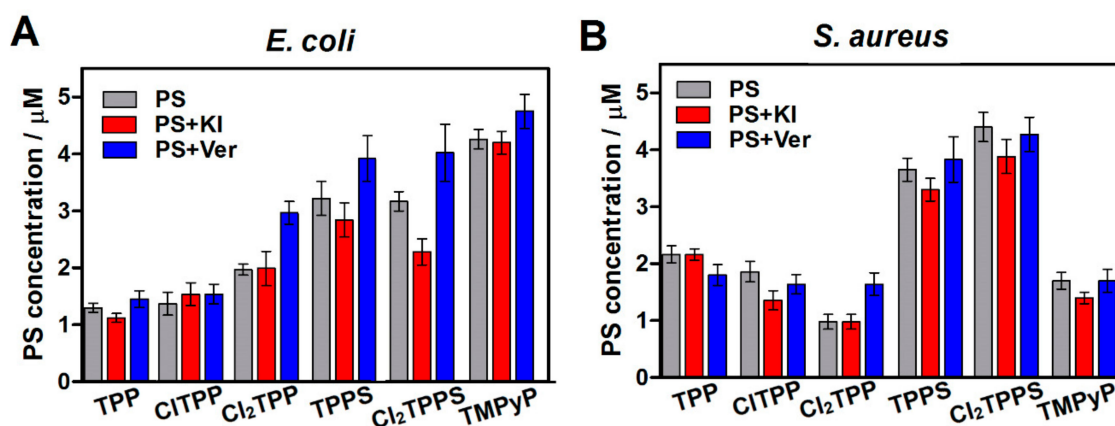 A
E. coli
PS concentration / µM
5
4
3
2
1
0
PS
PS+KI
PS+Ver
TPP
ClTPP
Cl₂TPP
TPPS
Cl₂TPPS
TMPyP
B
S. aureus
PS concentration / µM
5
4
3
2
1
0
PS
PS+KI
PS+Ver
TPP
ClTPP
Cl₂TPP
TPPS
Cl₂TPPS
TMPyP